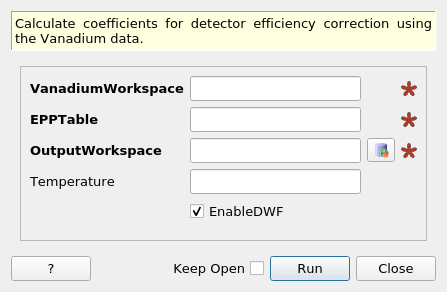 Calculate coefficients for detector efficiency correction using
the Vanadium data.
VanadiumWorkspace
EPPTable
OutputWorkspace
Temperature
EnableDWF
? Keep Open Run Close